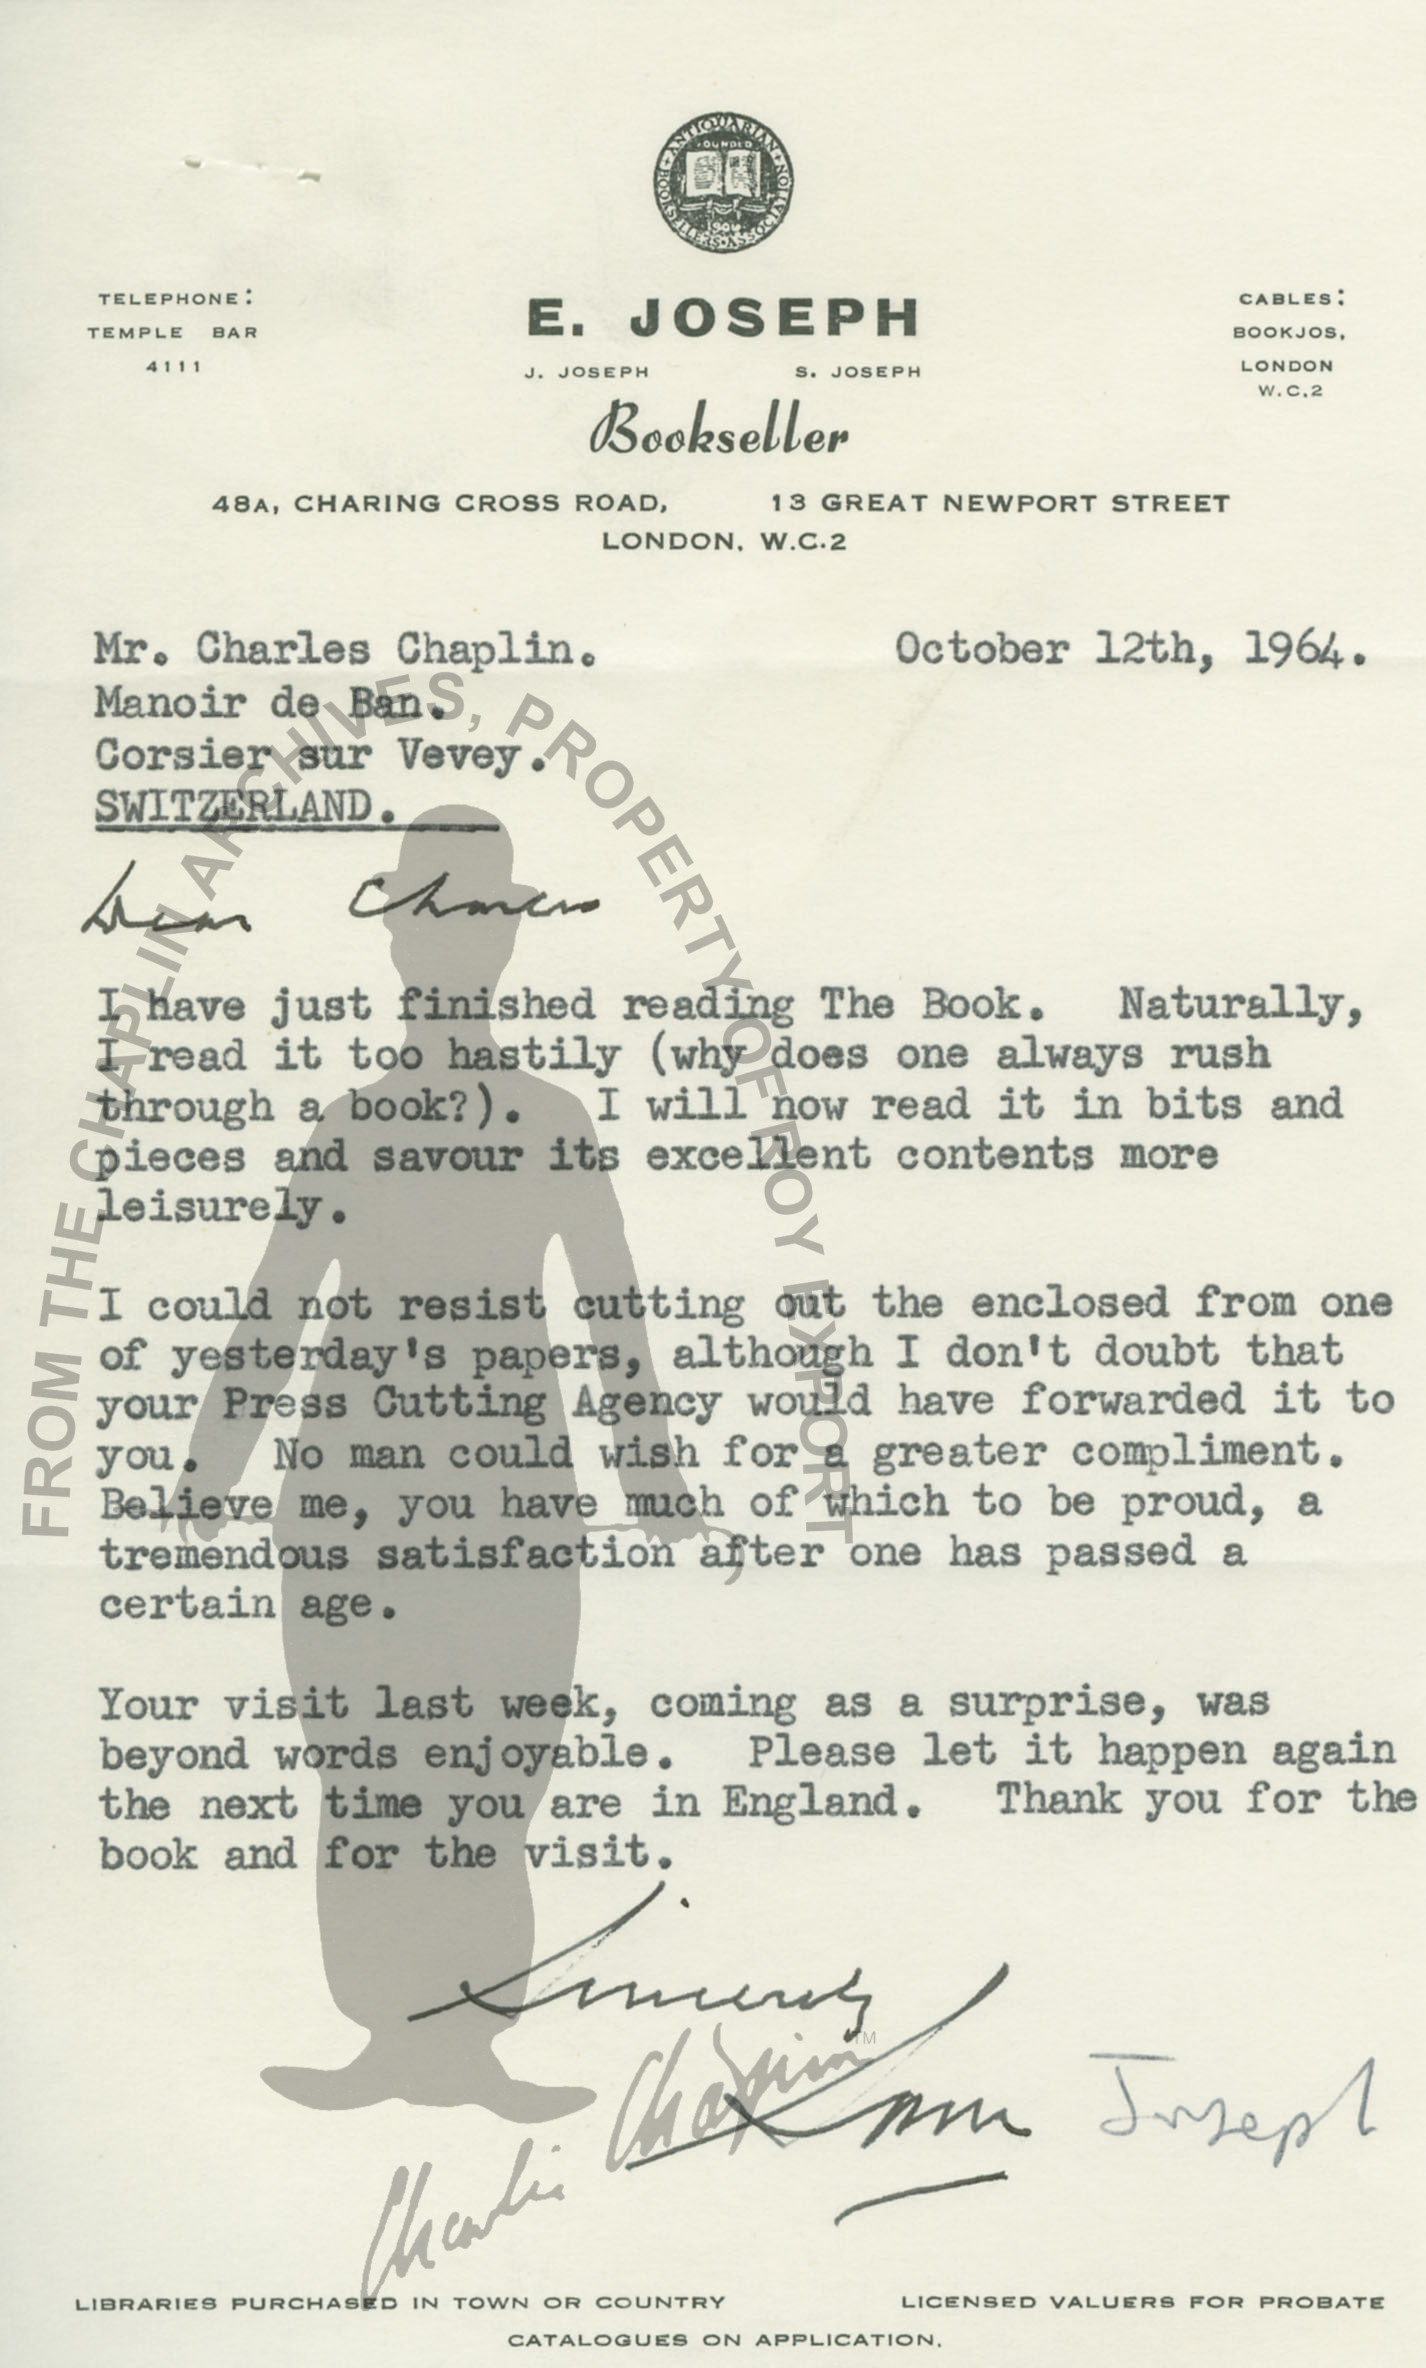 ANTIQUARIAN BOOKSELLERS ASSOCIATION
FOUNDED
1906
TELEPHONE:
TEMPLE BAR
4111
E. JOSEPH
J. JOSEPH S. JOSEPH
Bookseller
CABLES:
BOOKJOS,
LONDON
W.C.2
48A, CHARING CROSS ROAD, 13 GREAT NEWPORT STREET
LONDON, W.C.2
Mr. Charles Chaplin. October 12th, 1964.
Manoir de Ban.
Corsier sur Vevey.
SWITZERLAND.
Dear Charles
I have just finished reading The Book. Naturally,
I read it too hastily (why does one always rush
through a book?). I will now read it in bits and
pieces and savour its excellent contents more
leisurely.
I could not resist cutting out the enclosed from one
of yesterday's papers, although I don't doubt that
your Press Cutting Agency would have forwarded it to
you. No man could wish for a greater compliment.
Believe me, you have much of which to be proud, a
tremendous satisfaction after one has passed a
certain age.
Your visit last week, coming as a surprise, was
beyond words enjoyable. Please let it happen again
the next time you are in England. Thank you for the
book and for the visit.
Sincerely
Sam Joseph
FROM THE CHAPLIN ARCHIVES, PROPERTY OF ROY EXPORT
Charlie Chaplin TM
LIBRARIES PURCHASED IN TOWN OR COUNTRY LICENSED VALUERS FOR PROBATE
CATALOGUES ON APPLICATION.